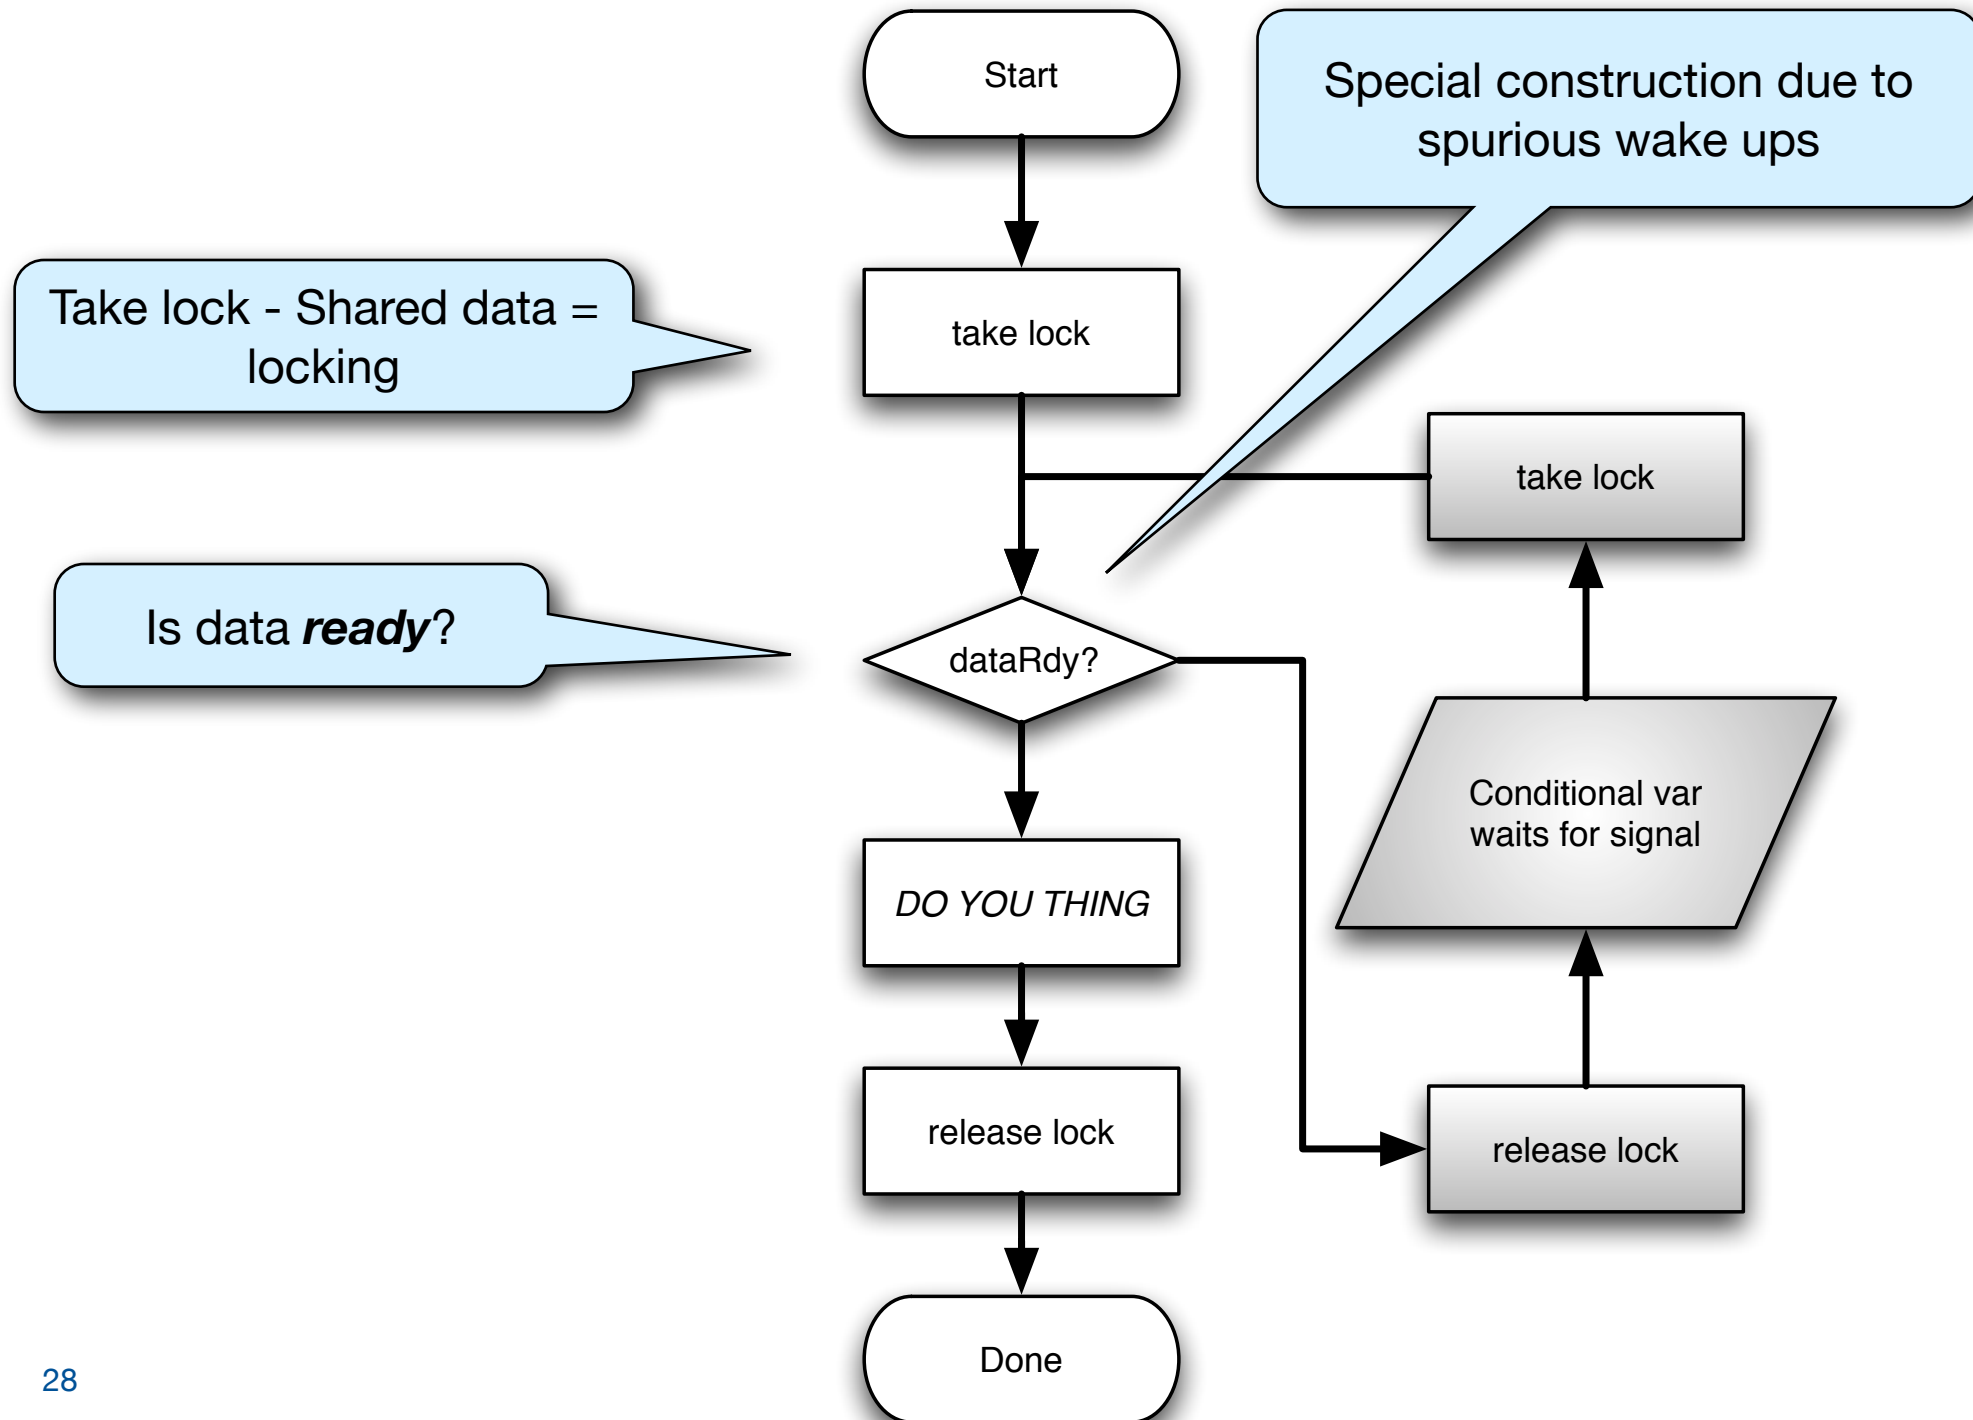 Start
Special construction due to
spurious wake ups
Take lock - Shared data =
locking
take lock
take lock
Is data ready?
dataRdy?
Conditional var
waits for signal
DO YOU THING
release lock
release lock
Done
28